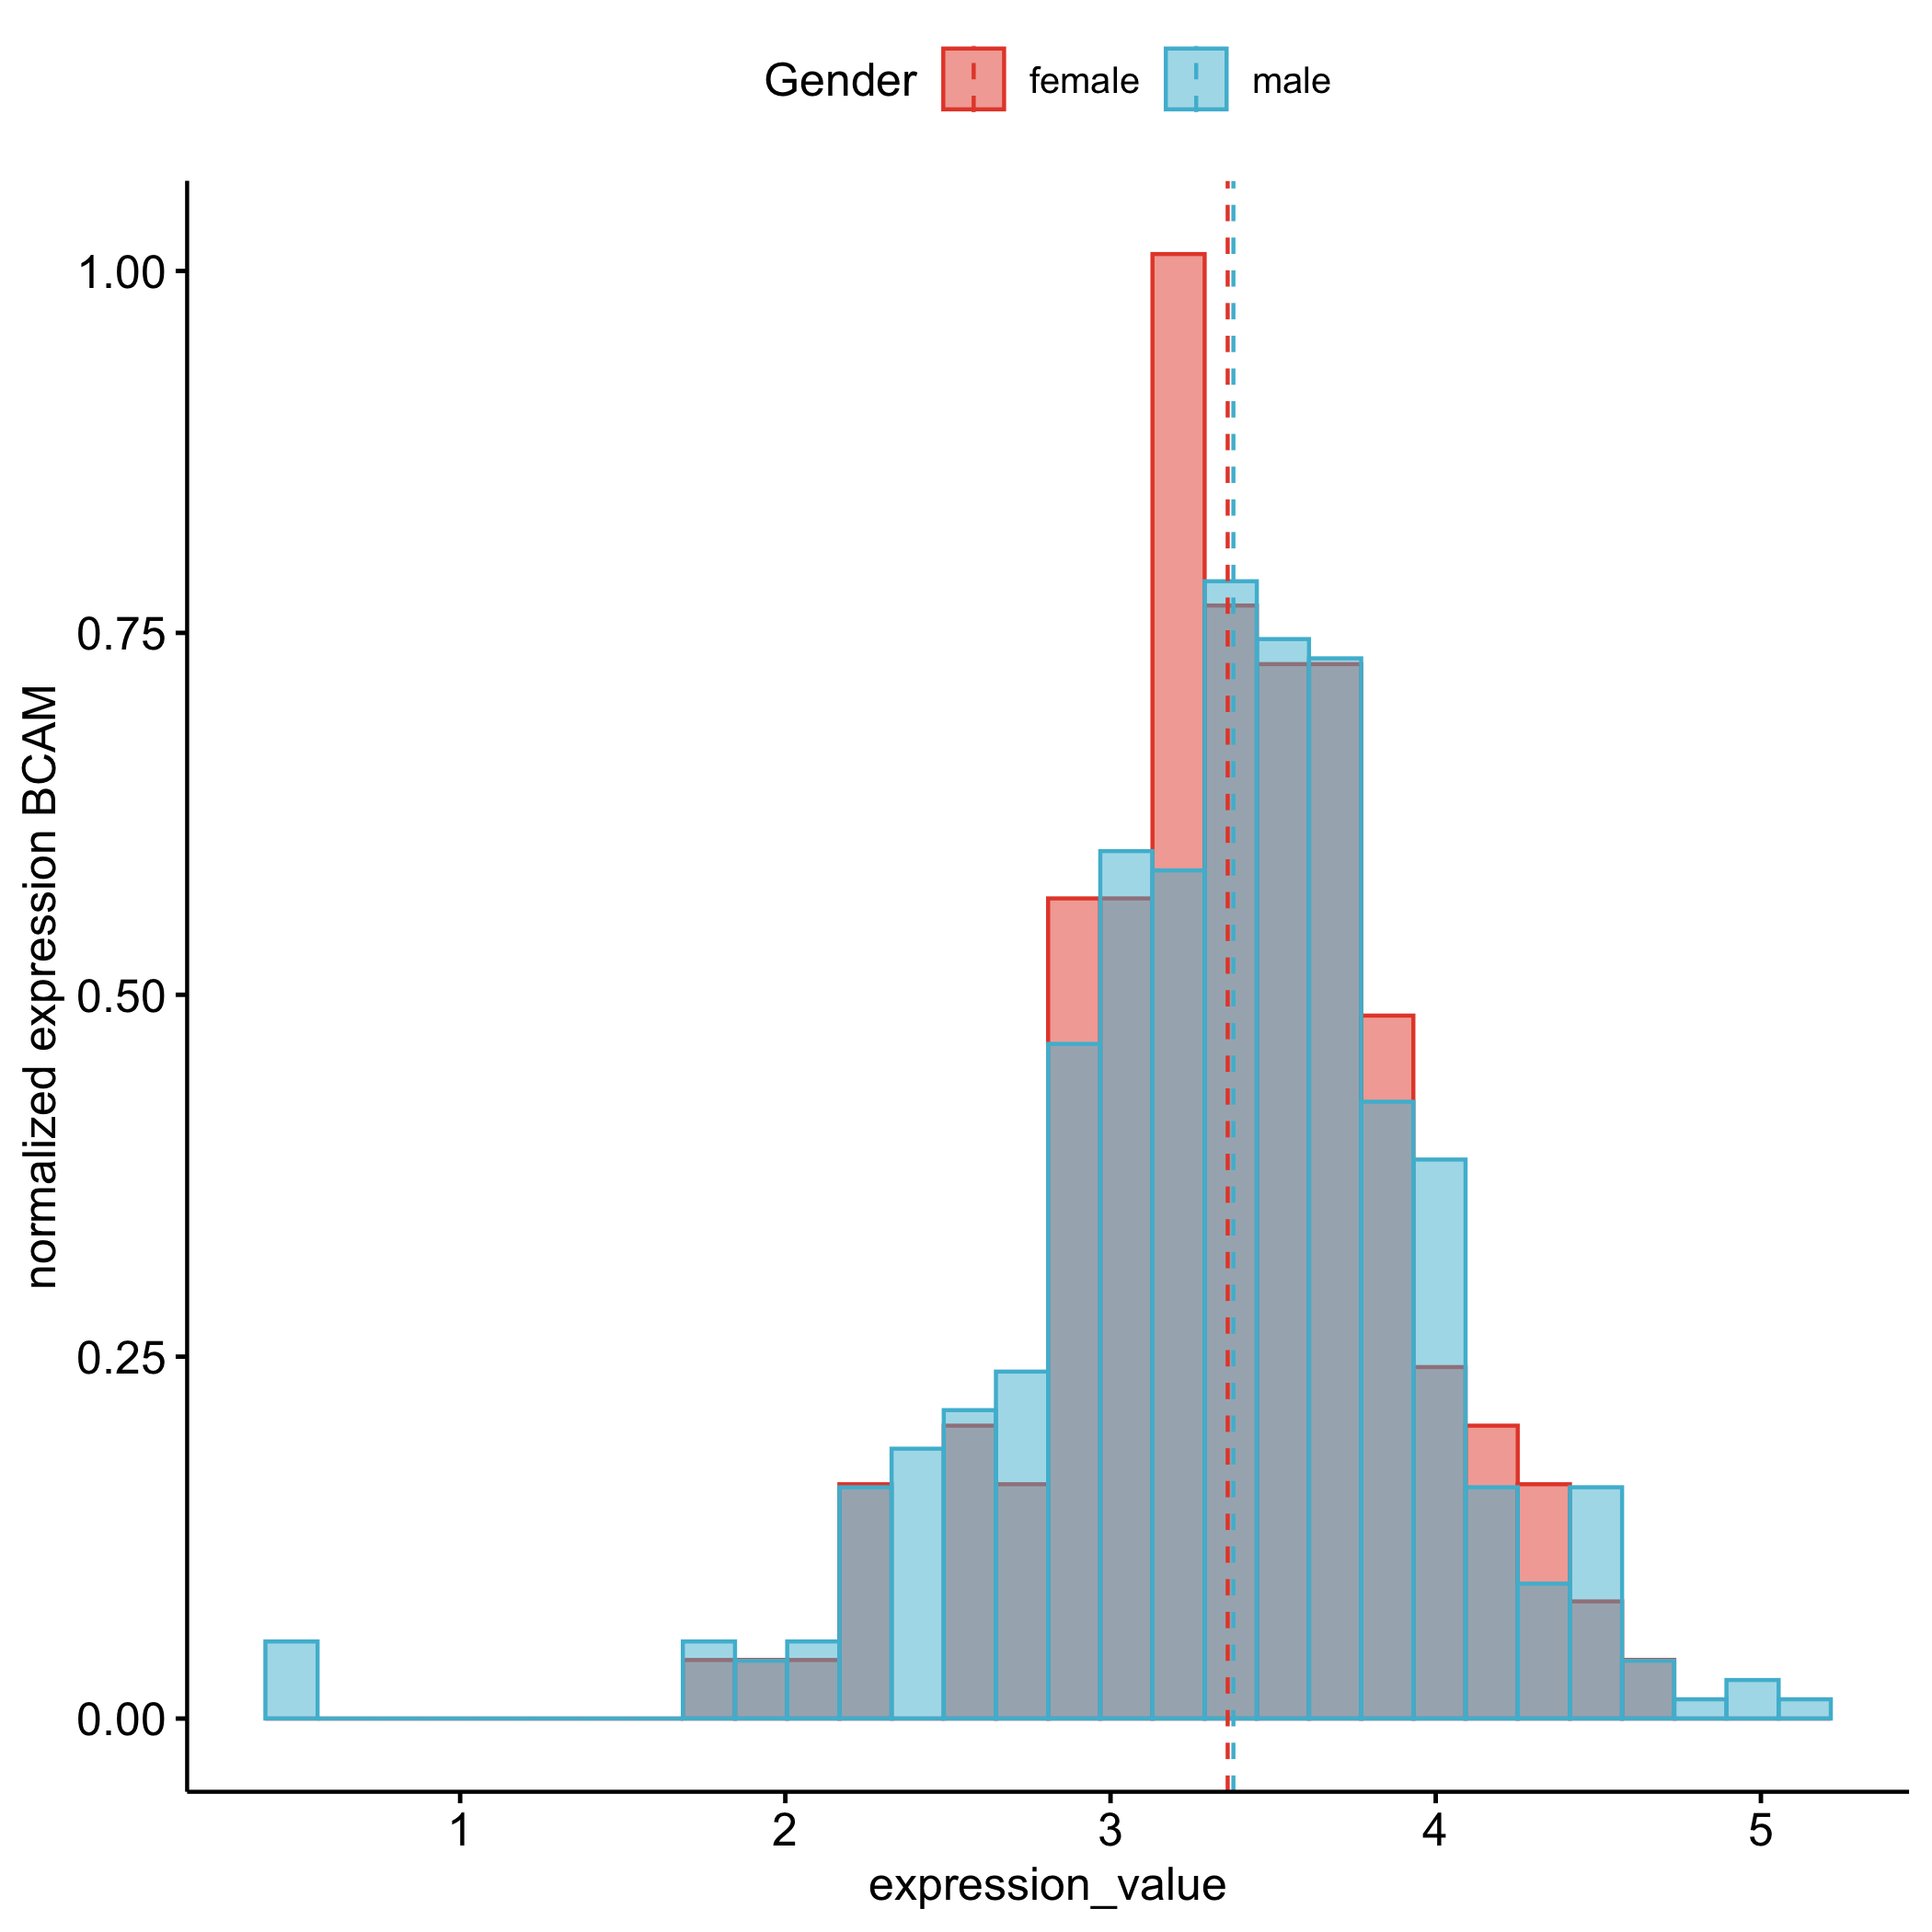 Gender female male
normalized expression BCAM
1.00
0.75
0.50
0.25
0.00
1 2 3 4 5
expression_value